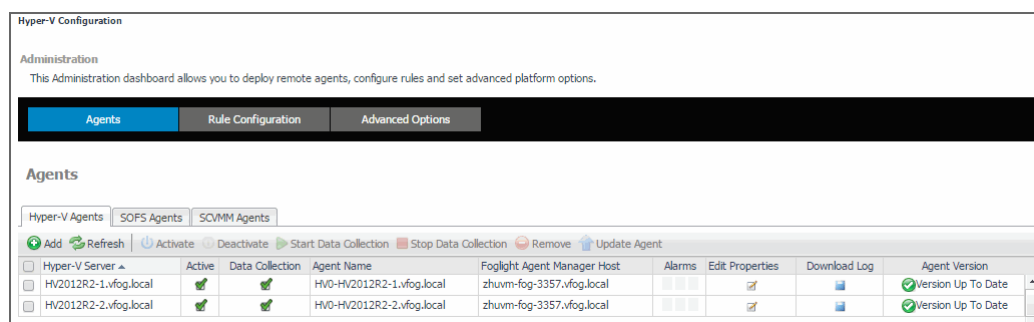 Hyper-V Configuration
Administration
This Administration dashboard allows you to deploy remote agents, configure rules and set advanced platform options.
Agents Rule Configuration Advanced Options
Agents
Hyper-V Agents SOFS Agents SCVMM Agents
Add Refresh Activate Deactivate Start Data Collection Stop Data Collection Remove Update Agent
Hyper-V Server Active Data Collection Agent Name Foglight Agent Manager Host Alarms Edit Properties Download Log Agent Version
HV2012R2-1.vfog.local HV0-HV2012R2-1.vfog.local zhuvm-fog-3357.vfog.local Version Up To Date
HV2012R2-2.vfog.local HV0-HV2012R2-2.vfog.local zhuvm-fog-3357.vfog.local Version Up To Date